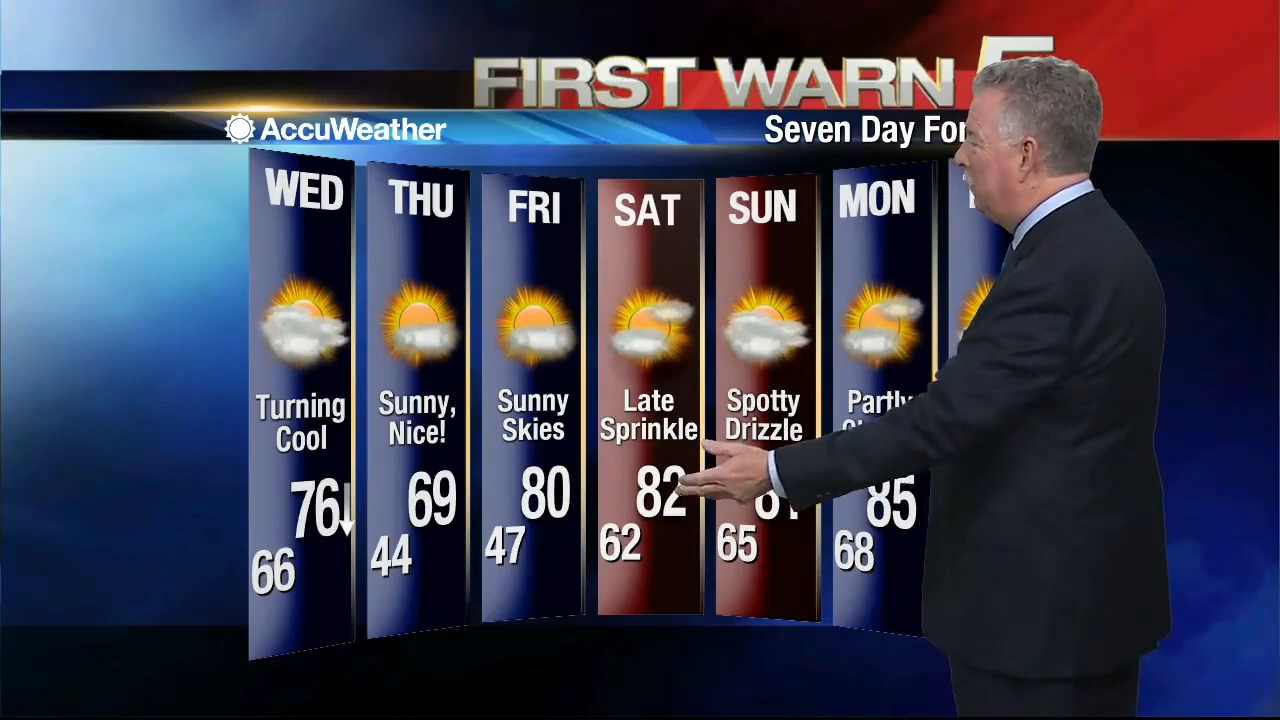 FIRST WARN
AccuWeather
Seven Day
WED
Turning
Cool
76
66
THU
Sunny,
Nice!
69
44
FRI
Sunny
Skies
80
47
SAT
Late
Sprinkle
82
62
SUN
Spotty
Drizzle
65
MON
Partly
85
68